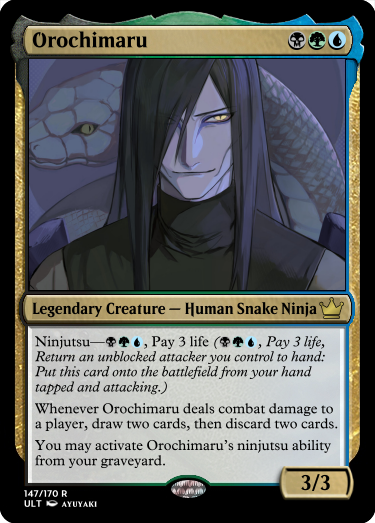 Orochimaru
Legendary Creature — Human Snake Ninja
Ninjutsu—, Pay 3 life (, Pay 3 life,
Return an unblocked attacker you control to hand:
Put this card onto the battlefield from your hand
tapped and attacking.)
Whenever Orochimaru deals combat damage to
a player, draw two cards, then discard two cards.
You may activate Orochimaru's ninjutsu ability
from your graveyard.
3/3
147/170 R
ULT AYUYAKI